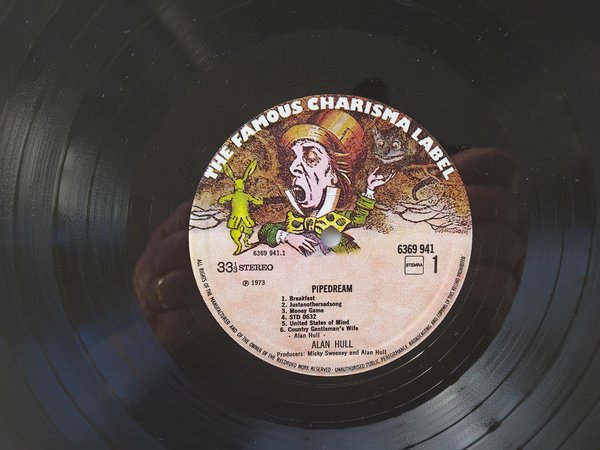 THE FAMOUS CHARISMA LABEL
6369 941.1
6369 941
33⅓ STEREO
STEMRA 1
℗ 1973
PIPEDREAM
1. Breakfast
2. Justanothersadsong
3. Money Game
4. STD 0632
5. United States of Mind
6. Country Gentleman's Wife
- Alan Hull -
ALAN HULL
Producers: Micky Sweeney and Alan Hull
ALL RIGHTS OF THE MANUFACTURER AND OF THE OWNER OF THE RECORDED WORK RESERVED · UNAUTHORISED PUBLIC PERFORMANCE, BROADCASTING AND COPYING OF THIS RECORD PROHIBITED